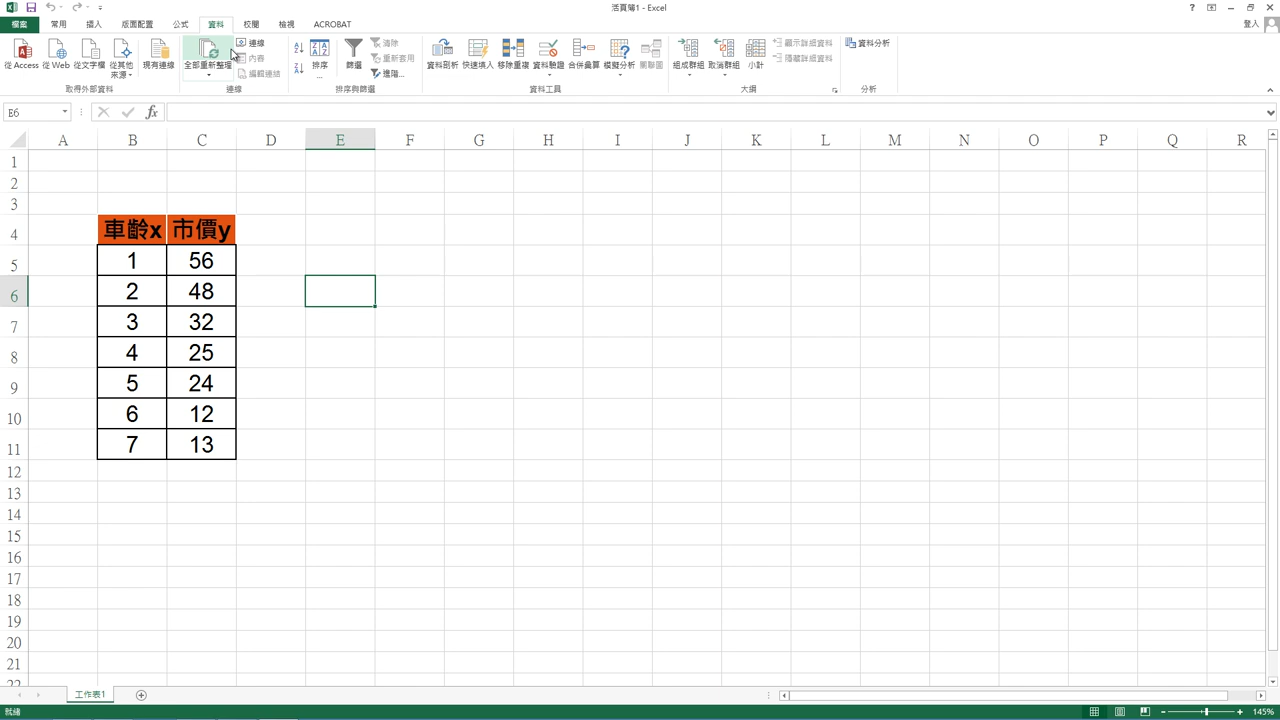 活頁簿1 - Excel
檔案 常用 插入 版面配置 公式 資料 校閱 檢視 ACROBAT 登入
從 Access 從 Web 從文字檔 從其他來源 現有連線 全部重新整理 連線 內容 編輯連結 排序... 篩選 清除 重新套用 進階... 資料剖析 快速填入 移除重複 資料驗證 合併彙算 模擬分析 關聯圖 組成群組 取消群組 小計 顯示詳細資料 隱藏詳細資料 資料分析
取得外部資料 連線 排序與篩選 資料工具 大綱 分析
E6 fx
A B C D E F G H I J K L M N O P Q R
1
2
3
4 車齡x 市價y
5 1 56
6 2 48
7 3 32
8 4 25
9 5 24
10 6 12
11 7 13
12
13
14
15
16
17
18
19
20
21
22
工作表1
就緒 145%